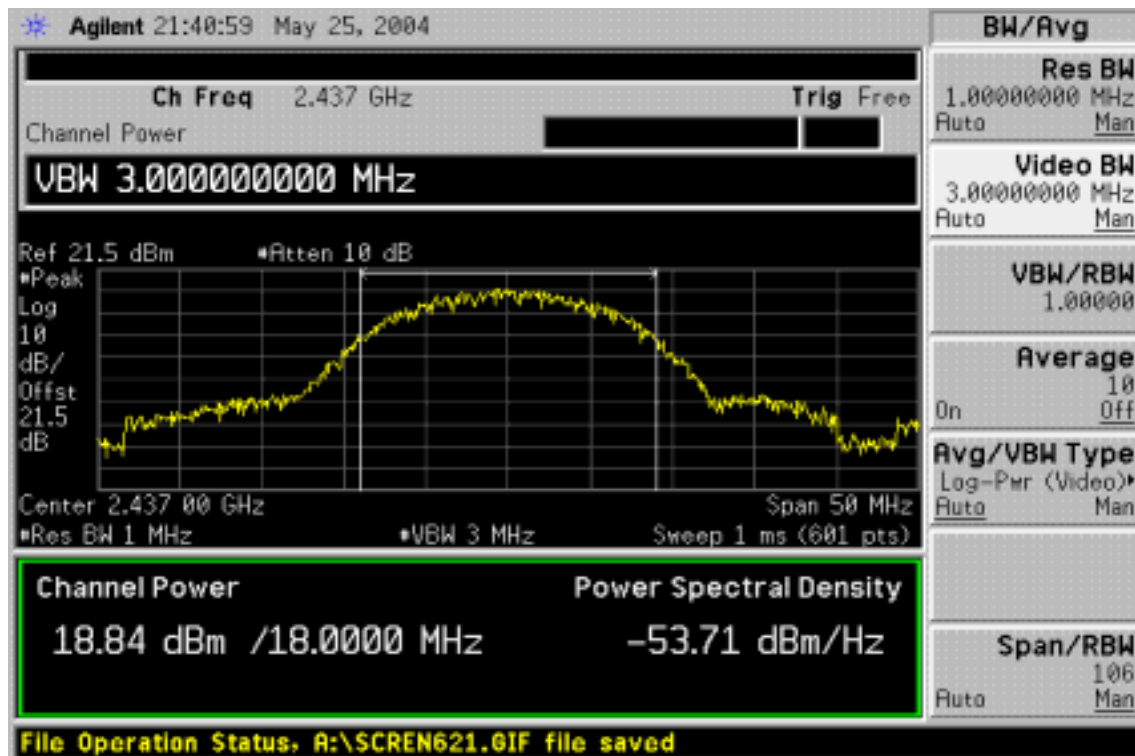 Agilent 21:40:59 May 25, 2004
Ch Freq 2.437 GHz Trig Free
Channel Power
VBW 3.000000000 MHz
Ref 21.5 dBm #Atten 10 dB
#Peak
Log
10
dB/
Offst
21.5
dB
Center 2.437 00 GHz Span 50 MHz
#Res BW 1 MHz #VBW 3 MHz Sweep 1 ms (601 pts)
Channel Power Power Spectral Density
18.84 dBm /18.0000 MHz -53.71 dBm/Hz
File Operation Status, A:\SCREN621.GIF file saved
BW/Avg
Res BW
1.00000000 MHz
Auto Man
Video BW
3.00000000 MHz
Auto Man
VBW/RBW
1.00000
Average
10
On Off
Avg/VBW Type
Log-Pwr (Video)
Auto Man
Span/RBW
106
Auto Man